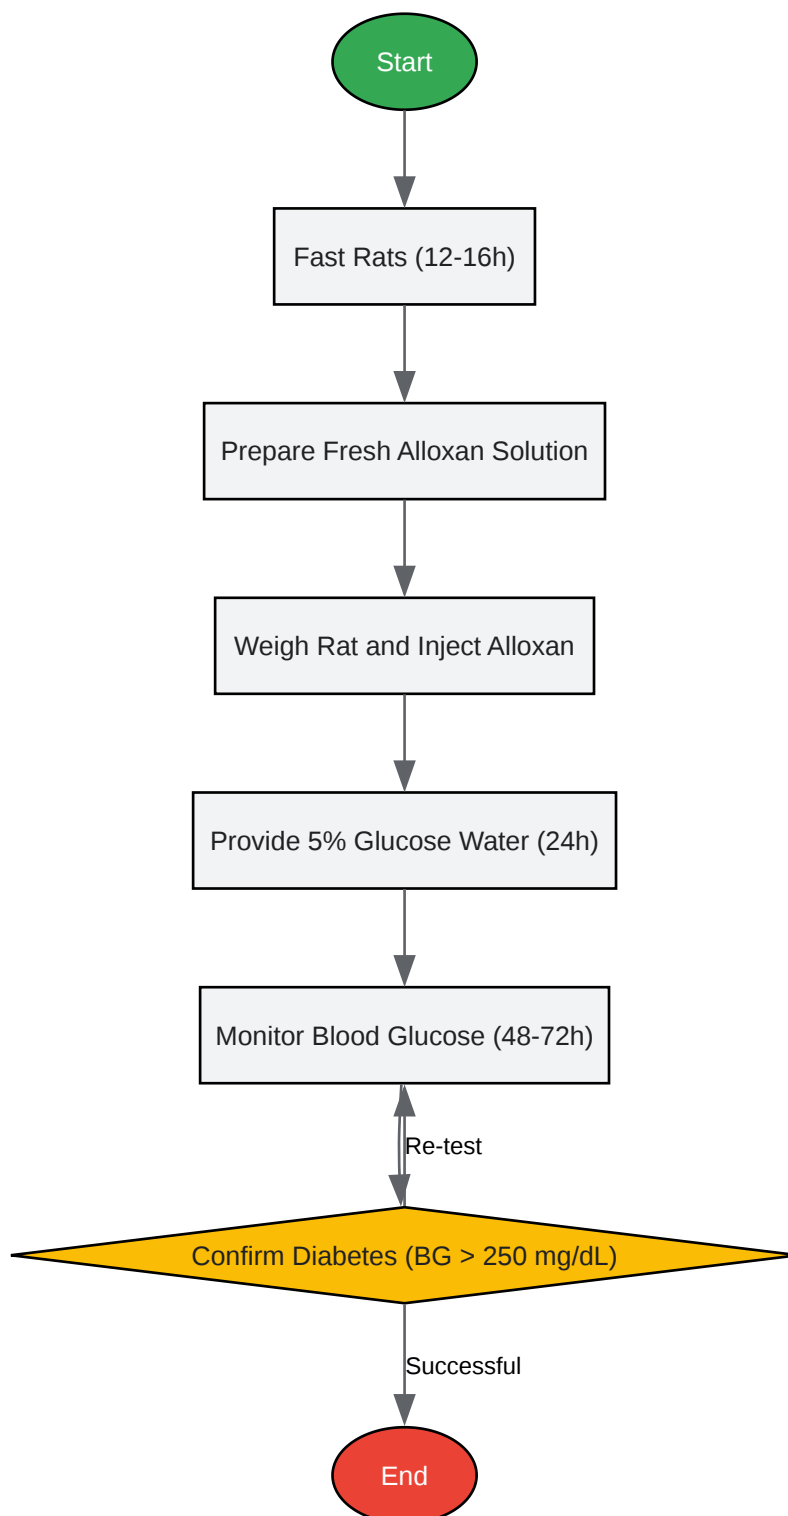 Start
Fast Rats (12-16h)
Prepare Fresh Alloxan Solution
Weigh Rat and Inject Alloxan
Provide 5% Glucose Water (24h)
Monitor Blood Glucose (48-72h)
Re-test
Confirm Diabetes (BG > 250 mg/dL)
Successful
End